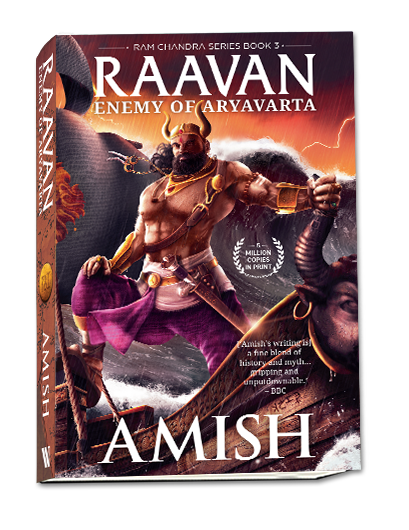 RAM CHANDRA SERIES BOOK 3
RAAVAN
ENEMY OF ARYAVARTA
5
MILLION
COPIES
IN PRINT
[Amish's writing is]
a fine blend of
history and myth...
gripping and
unputdownable.'
– BBC
AMISH
RAAVAN
ENEMY OF ARYAVARTA
AMISH
W